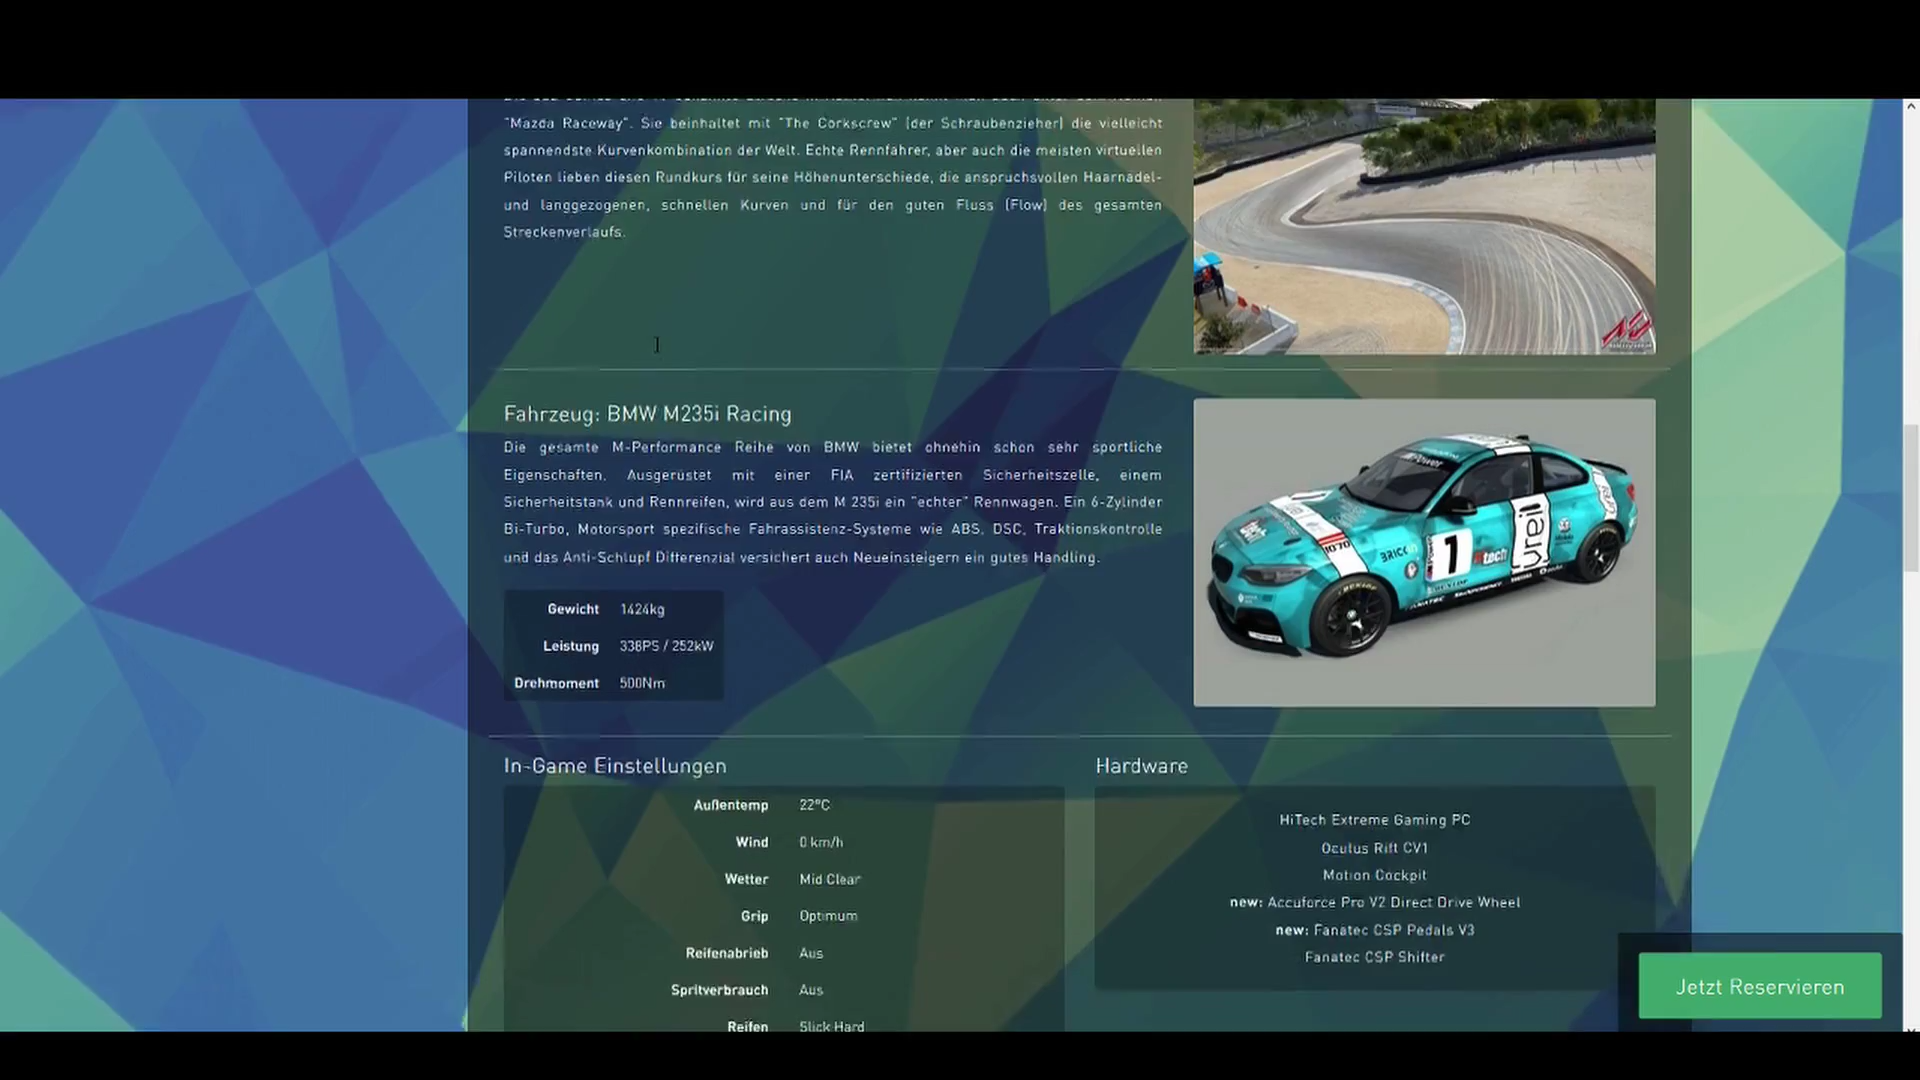 "Mazda Raceway". Sie beinhaltet mit "The Corkscrew" (der Schraubenzieher) die vielleicht
spannendste Kurvenkombination der Welt. Echte Rennfahrer, aber auch die meisten virtuellen
Piloten lieben diesen Rundkurs für seine Höhenunterschiede, die anspruchsvollen Haarnadel-
und langgezogenen, schnellen Kurven und für den guten Fluss (Flow) des gesamten
Streckenverlaufs.
Fahrzeug: BMW M235i Racing
Die gesamte M-Performance Reihe von BMW bietet ohnehin schon sehr sportliche
Eigenschaften. Ausgerüstet mit einer FIA zertifizierten Sicherheitszelle, einem
Sicherheitstank und Rennreifen, wird aus dem M 235i ein "echter" Rennwagen. Ein 6-Zylinder
Bi-Turbo, Motorsport spezifische Fahrassistenz-Systeme wie ABS, DSC, Traktionskontrolle
und das Anti-Schlupf Differenzial versichert auch Neueinsteigern ein gutes Handling.
Gewicht 1424kg
Leistung 338PS / 252kW
Drehmoment 500Nm
1
In-Game Einstellungen
Außentemp 22°C
Wind 0 km/h
Wetter Mid Clear
Grip Optimum
Reifenabrieb Aus
Spritverbrauch Aus
Reifen Slick Hard
Hardware
HiTech Extreme Gaming PC
Oculus Rift CV1
Motion Cockpit
new: Accuforce Pro V2 Direct Drive Wheel
new: Fanatec CSP Pedals V3
Fanatec CSP Shifter
Jetzt Reservieren